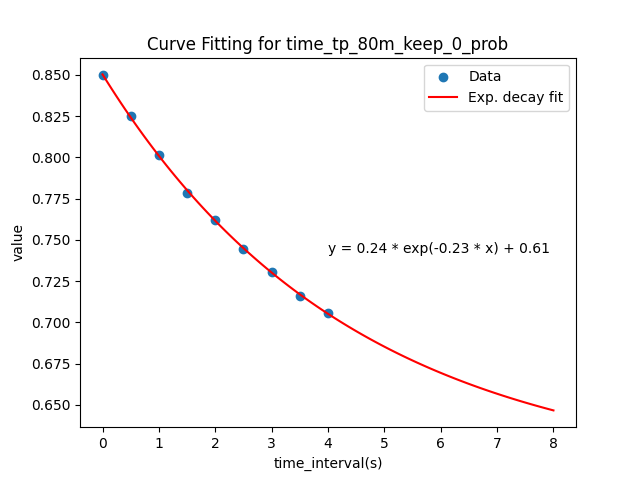 Curve Fitting for time_tp_80m_keep_0_prob
Data
Exp. decay fit
y = 0.24 * exp(-0.23 * x) + 0.61
value
0.850
0.825
0.800
0.775
0.750
0.725
0.700
0.675
0.650
0 1 2 3 4 5 6 7 8
time_interval(s)